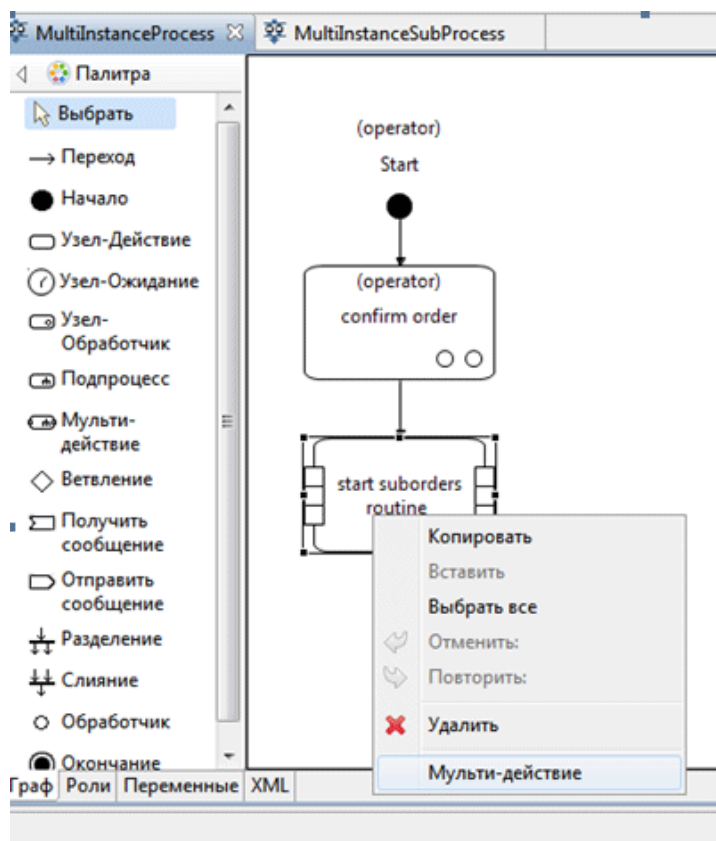 MultiInstanceProcess
MultiInstanceSubProcess
Палитра
Выбрать
Переход
Начало
Узел-Действие
Узел-Ожидание
Узел-
Обработчик
Подпроцесс
Мульти-
действие
Ветвление
Получить
сообщение
Отправить
сообщение
Разделение
Слияние
Обработчик
Окончание
(operator)
Start
(operator)
confirm order
start suborders
routine
Копировать
Вставить
Выбрать все
Отменить:
Повторить:
Удалить
Мульти-действие
Граф Роли Переменные XML